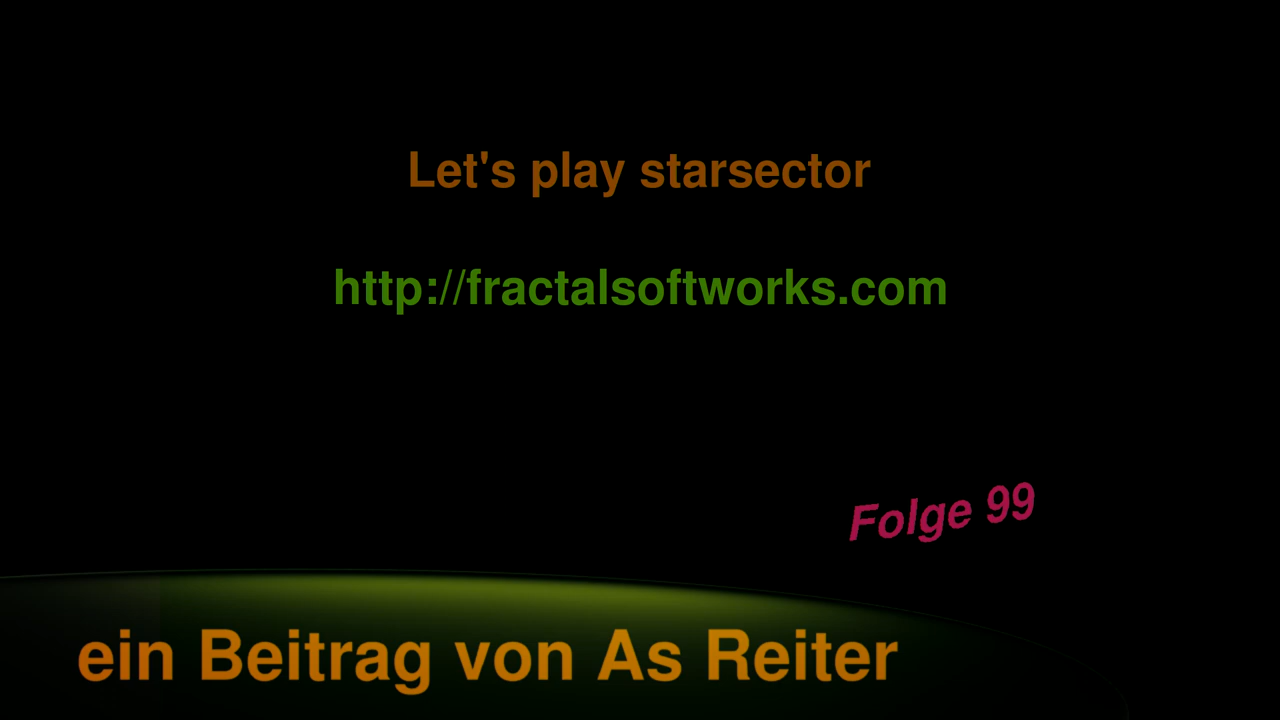 Let's play starsector
http://fractalsoftworks.com
Folge 99
ein Beitrag von As Reiter